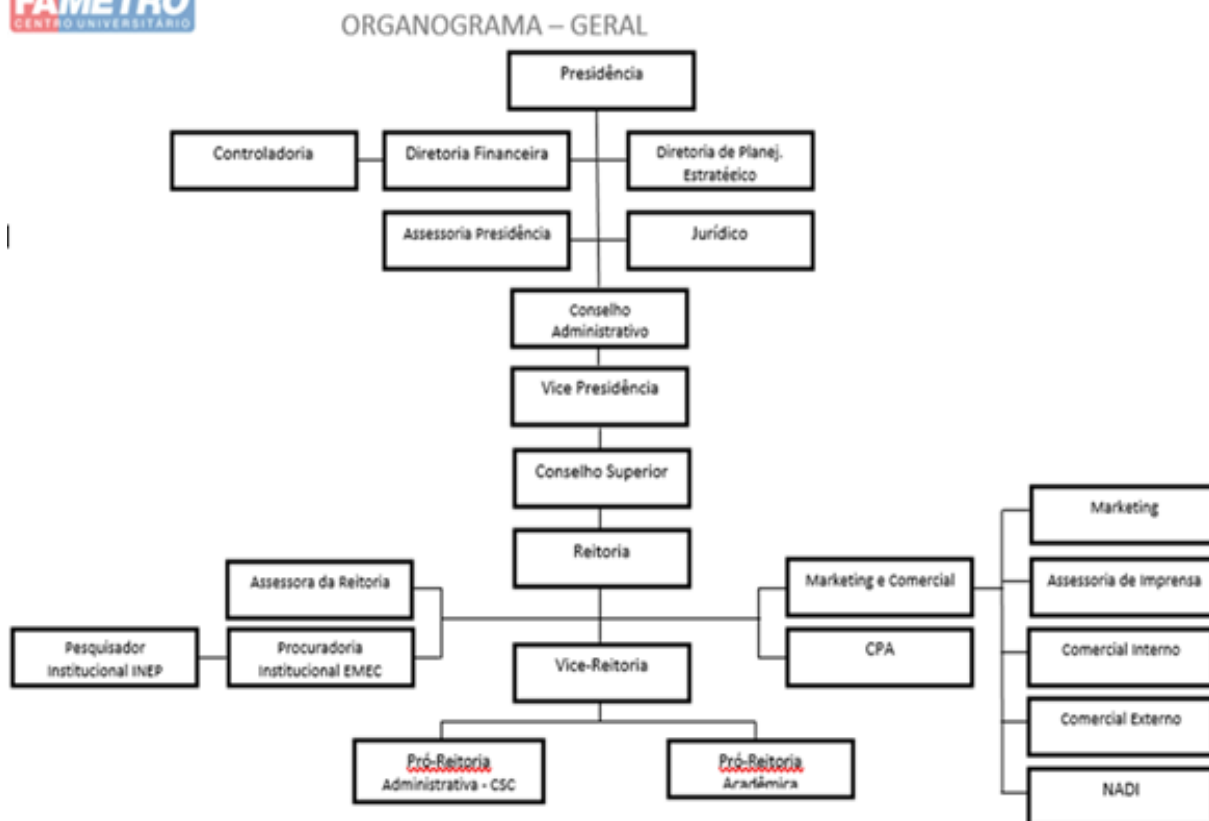 FAMETRO
CENTRO UNIVERSITÁRIO
ORGANOGRAMA – GERAL
Presidência
Controladoria
Diretoria Financeira
Diretoria de Planej.
Estratégico
Assessoria Presidência
Jurídico
Conselho
Administrativo
Vice Presidência
Conselho Superior
Reitoria
Marketing
Assessora da Reitoria
Marketing e Comercial
Assessoria de Imprensa
Pesquisador
Institucional INEP
Procuradoria
Institucional EMEC
Vice-Reitoria
CPA
Comercial Interno
Comercial Externo
Pró-Reitoria
Administrativa - CSC
Pró-Reitoria
Acadêmica
NADI